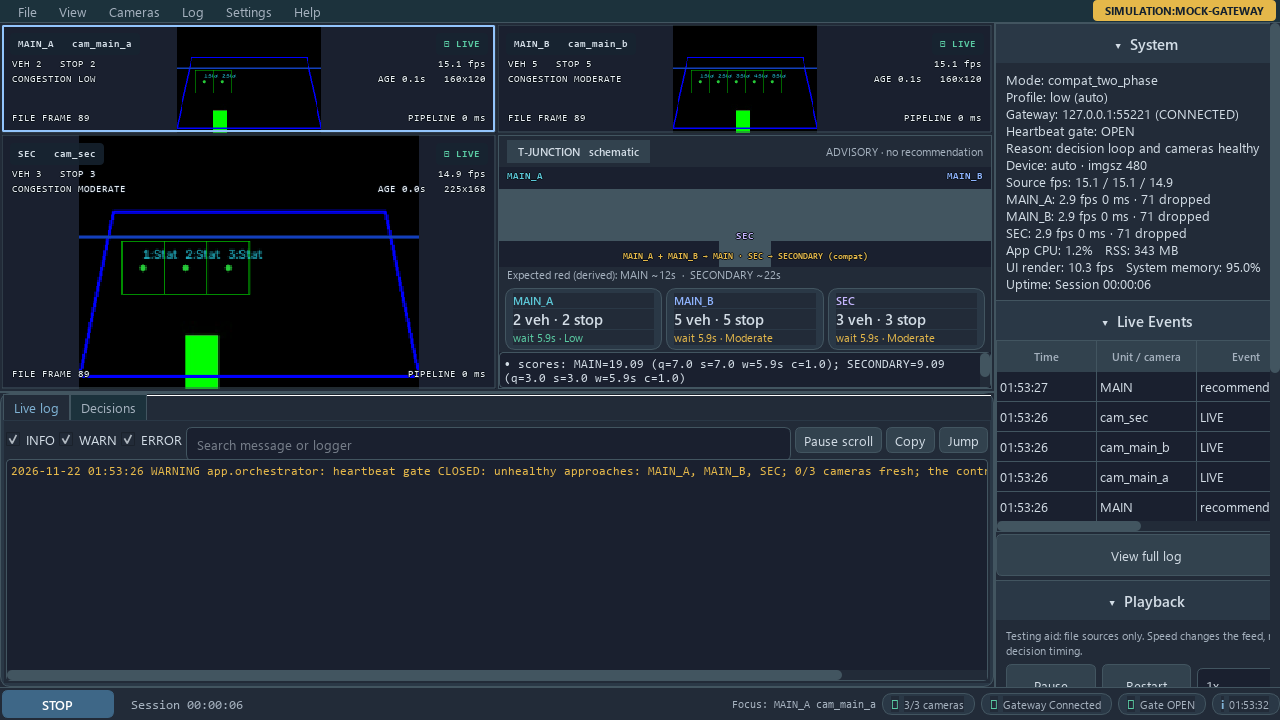 File View Cameras Log Settings Help
SIMULATION:MOCK-GATEWAY
MAIN_A cam_main_a
LIVE
VEH 2 STOP 2
15.1 fps
CONGESTION LOW
AGE 0.1s 160x120
FILE FRAME 89
PIPELINE 0 ms
MAIN_B cam_main_b
LIVE
VEH 5 STOP 5
15.1 fps
CONGESTION MODERATE
AGE 0.1s 160x120
FILE FRAME 89
PIPELINE 0 ms
SEC cam_sec
LIVE
VEH 3 STOP 3
14.9 fps
CONGESTION MODERATE
AGE 0.0s 225x168
1:Stat 2:Stat 3:Stat
FILE FRAME 89
PIPELINE 0 ms
T-JUNCTION schematic
ADVISORY · no recommendation
MAIN_A
MAIN_B
SEC
MAIN_A + MAIN_B → MAIN · SEC → SECONDARY (compat)
Expected red (derived): MAIN ~12s · SECONDARY ~22s
MAIN_A
2 veh · 2 stop
wait 5.9s · Low
MAIN_B
5 veh · 5 stop
wait 5.9s · Moderate
SEC
3 veh · 3 stop
wait 5.9s · Moderate
• scores: MAIN=19.09 (q=7.0 s=7.0 w=5.9s c=1.0); SECONDARY=9.09
(q=3.0 s=3.0 w=5.9s c=1.0)
Live log Decisions
INFO WARN ERROR
Search message or logger
Pause scroll Copy Jump
2026-11-22 01:53:26 WARNING app.orchestrator: heartbeat gate CLOSED: unhealthy approaches: MAIN_A, MAIN_B, SEC; 0/3 cameras fresh; the contr
System
Mode: compat_two_phase
Profile: low (auto)
Gateway: 127.0.0.1:55221 (CONNECTED)
Heartbeat gate: OPEN
Reason: decision loop and cameras healthy
Device: auto · imgsz 480
Source fps: 15.1 / 15.1 / 14.9
MAIN_A: 2.9 fps 0 ms · 71 dropped
MAIN_B: 2.9 fps 0 ms · 71 dropped
SEC: 2.9 fps 0 ms · 71 dropped
App CPU: 1.2% RSS: 343 MB
UI render: 10.3 fps System memory: 95.0%
Uptime: Session 00:00:06
Live Events
Time Unit / camera Event
01:53:27 MAIN recommend
01:53:26 cam_sec LIVE
01:53:26 cam_main_b LIVE
01:53:26 cam_main_a LIVE
01:53:26 MAIN recommend
View full log
Playback
Testing aid: file sources only. Speed changes the feed,
decision timing.
Pause Restart 1x
STOP
Session 00:00:06
Focus: MAIN_A cam_main_a
3/3 cameras
Gateway Connected
Gate OPEN
i 01:53:32